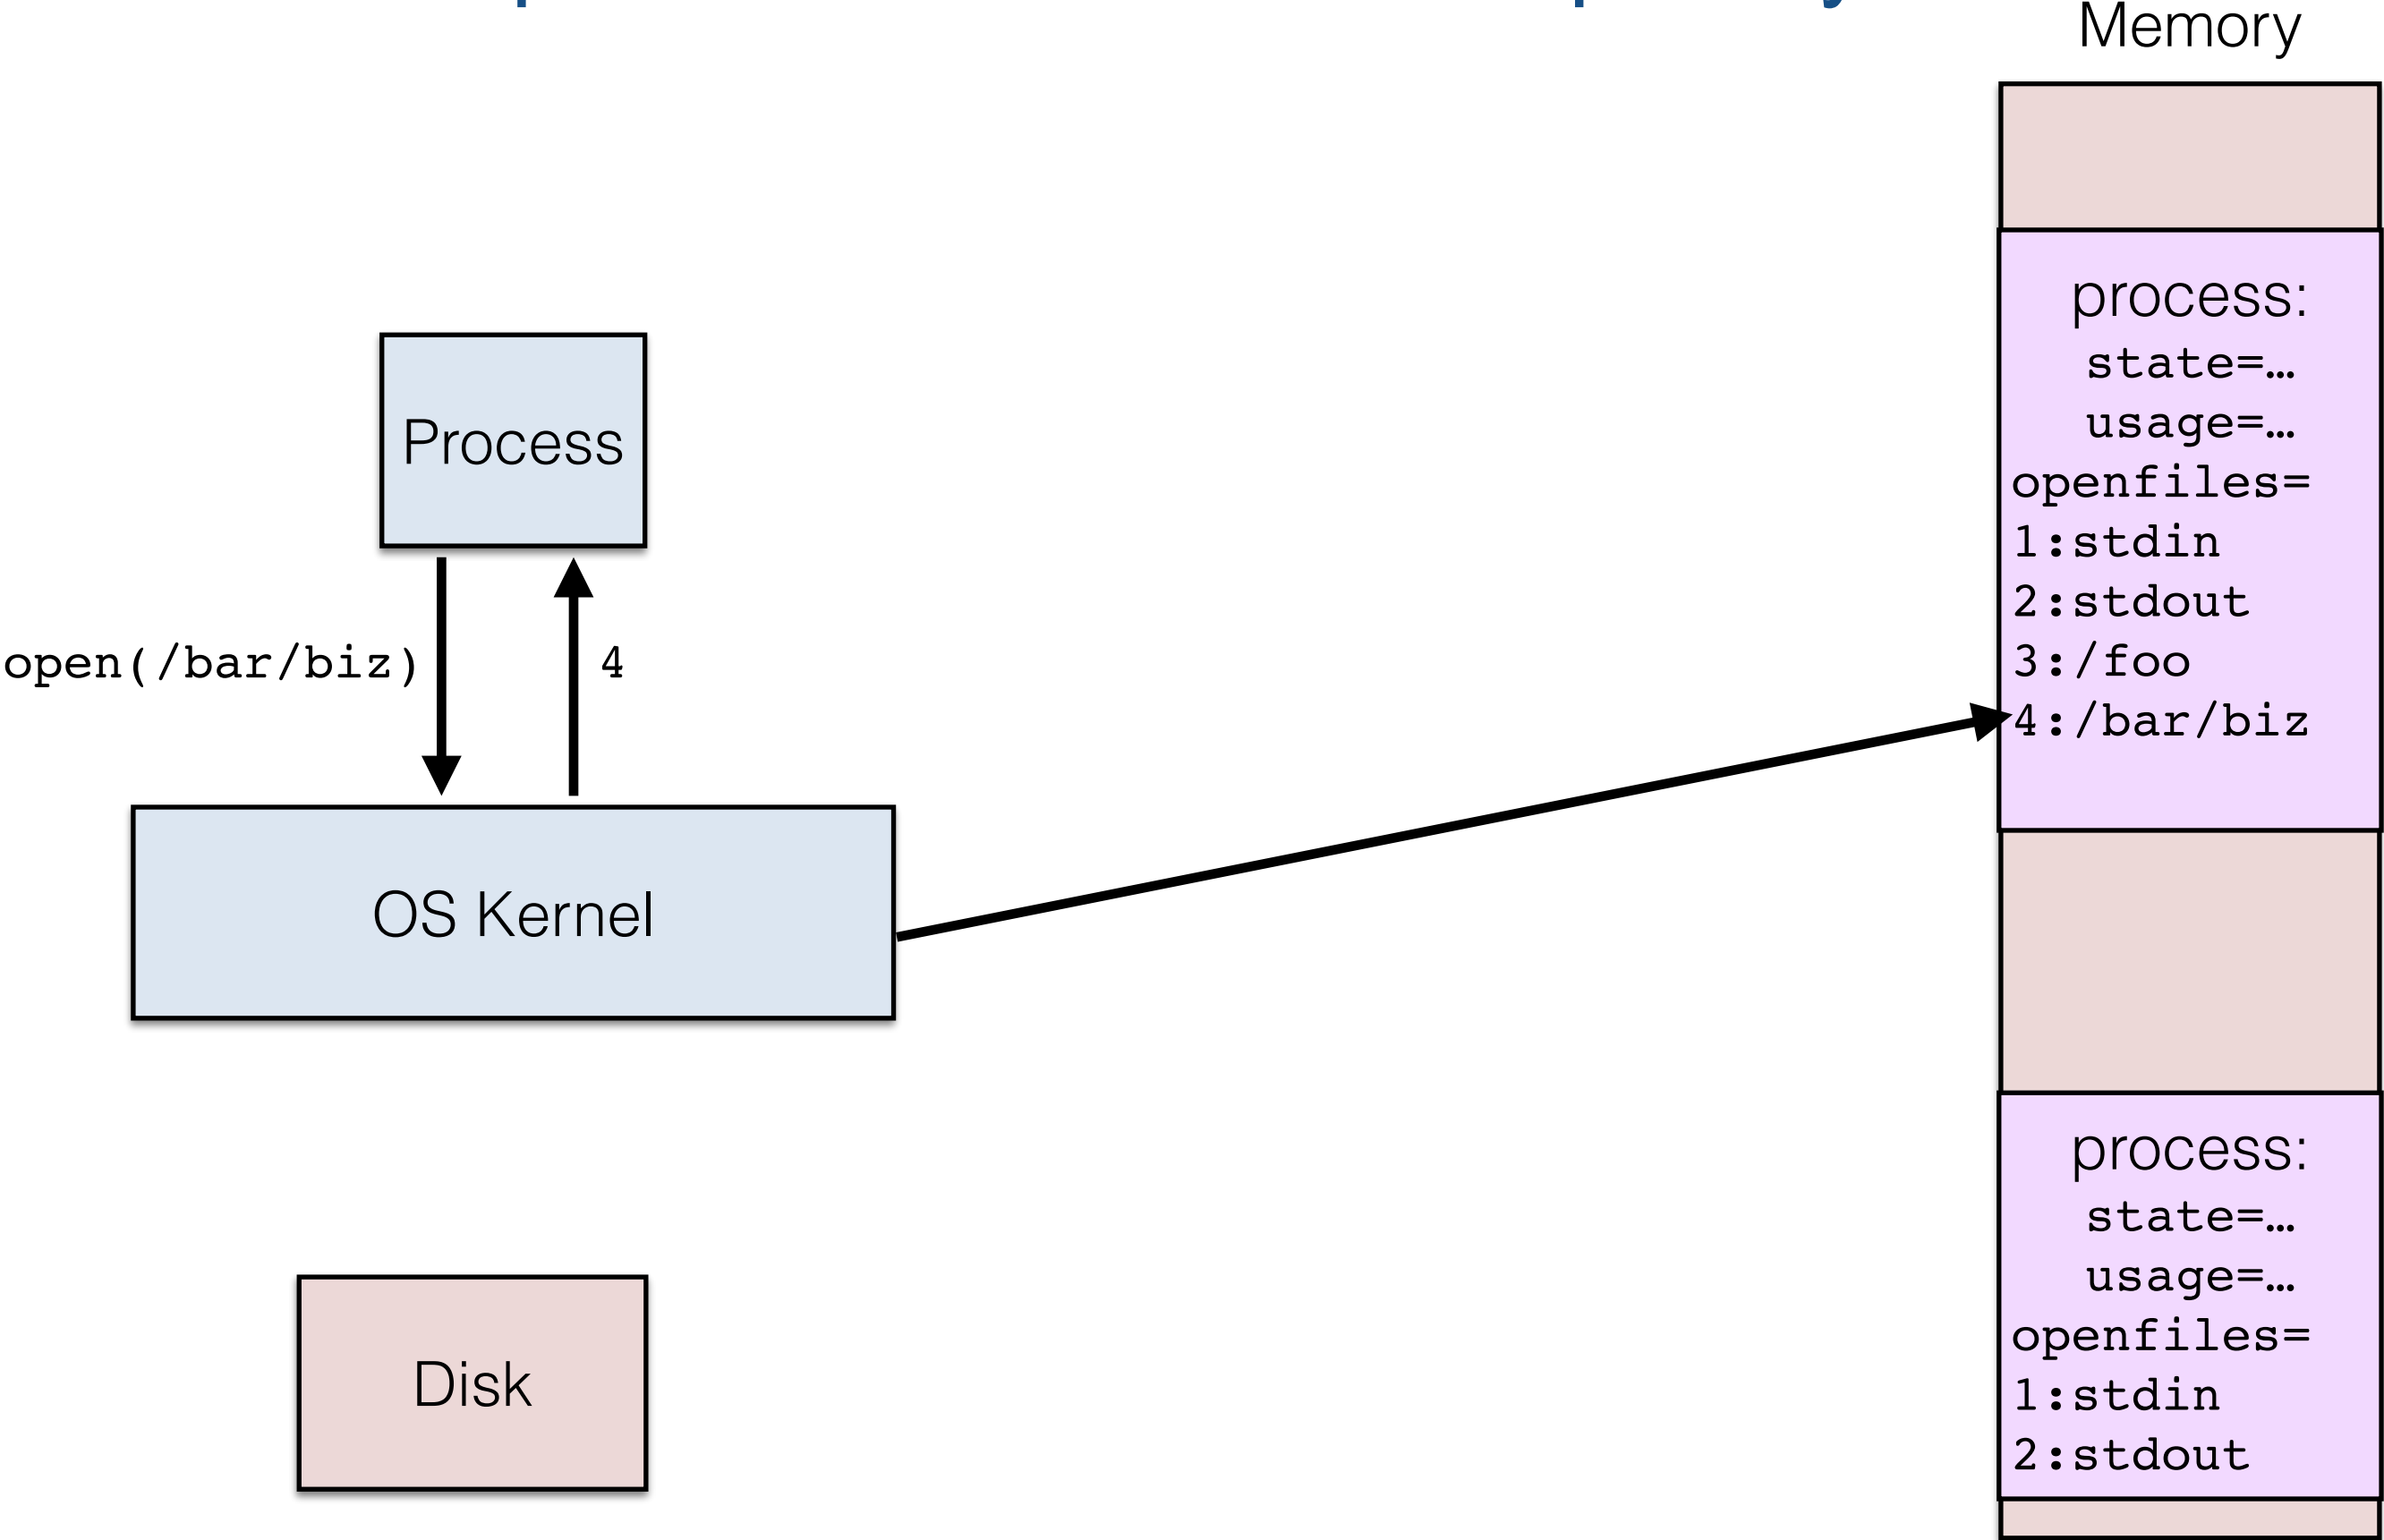 Memory
process:
state=…
usage=…
openfiles=
1:stdin
2:stdout
3:/foo
4:/bar/biz
Process
open(/bar/biz)
4
OS Kernel
process:
state=…
usage=…
openfiles=
1:stdin
2:stdout
Disk